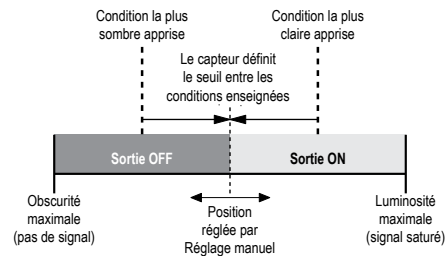 Condition la plus
sombre apprise
Condition la plus
claire apprise
Le capteur définit
le seuil entre les
conditions enseignées
Sortie OFF
Sortie ON
Obscurité
maximale
(pas de signal)
Position
réglée par
Réglage manuel
Luminosité
maximale
(signal saturé)